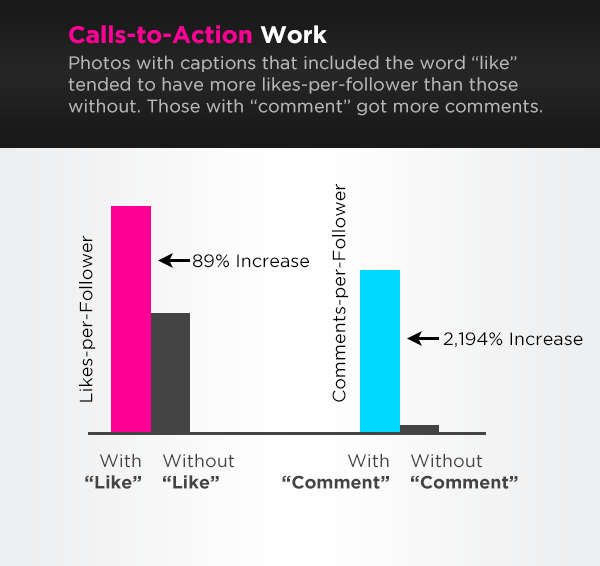 Calls-to-Action Work
Photos with captions that included the word “like”
tended to have more likes-per-follower than those
without. Those with “comment” got more comments.
Likes-per-Follower
89% Increase
Comments-per-Follower
2,194% Increase
With “Like”
Without “Like”
With “Comment”
Without “Comment”